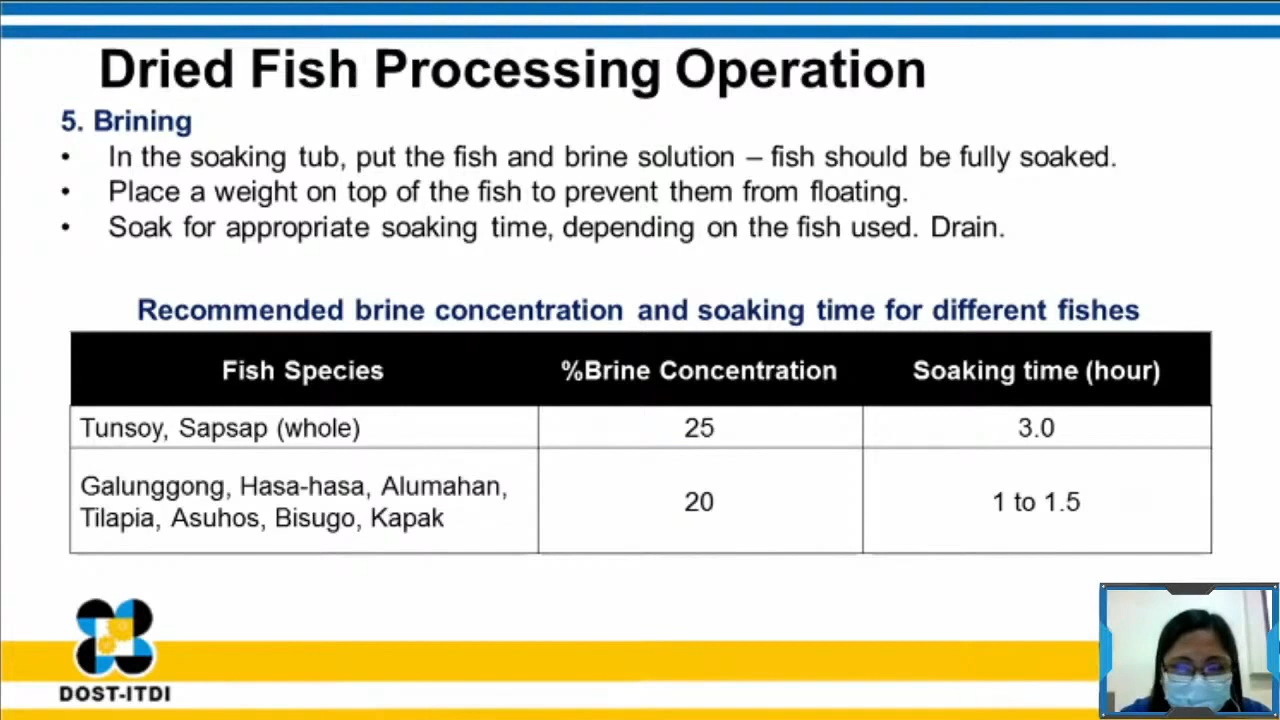 Dried Fish Processing Operation
5. Brining
• In the soaking tub, put the fish and brine solution – fish should be fully soaked.
• Place a weight on top of the fish to prevent them from floating.
• Soak for appropriate soaking time, depending on the fish used. Drain.
Recommended brine concentration and soaking time for different fishes
Fish Species %Brine Concentration Soaking time (hour)
Tunsoy, Sapsap (whole) 25 3.0
Galunggong, Hasa-hasa, Alumahan,
Tilapia, Asuhos, Bisugo, Kapak 20 1 to 1.5
DOST-ITDI